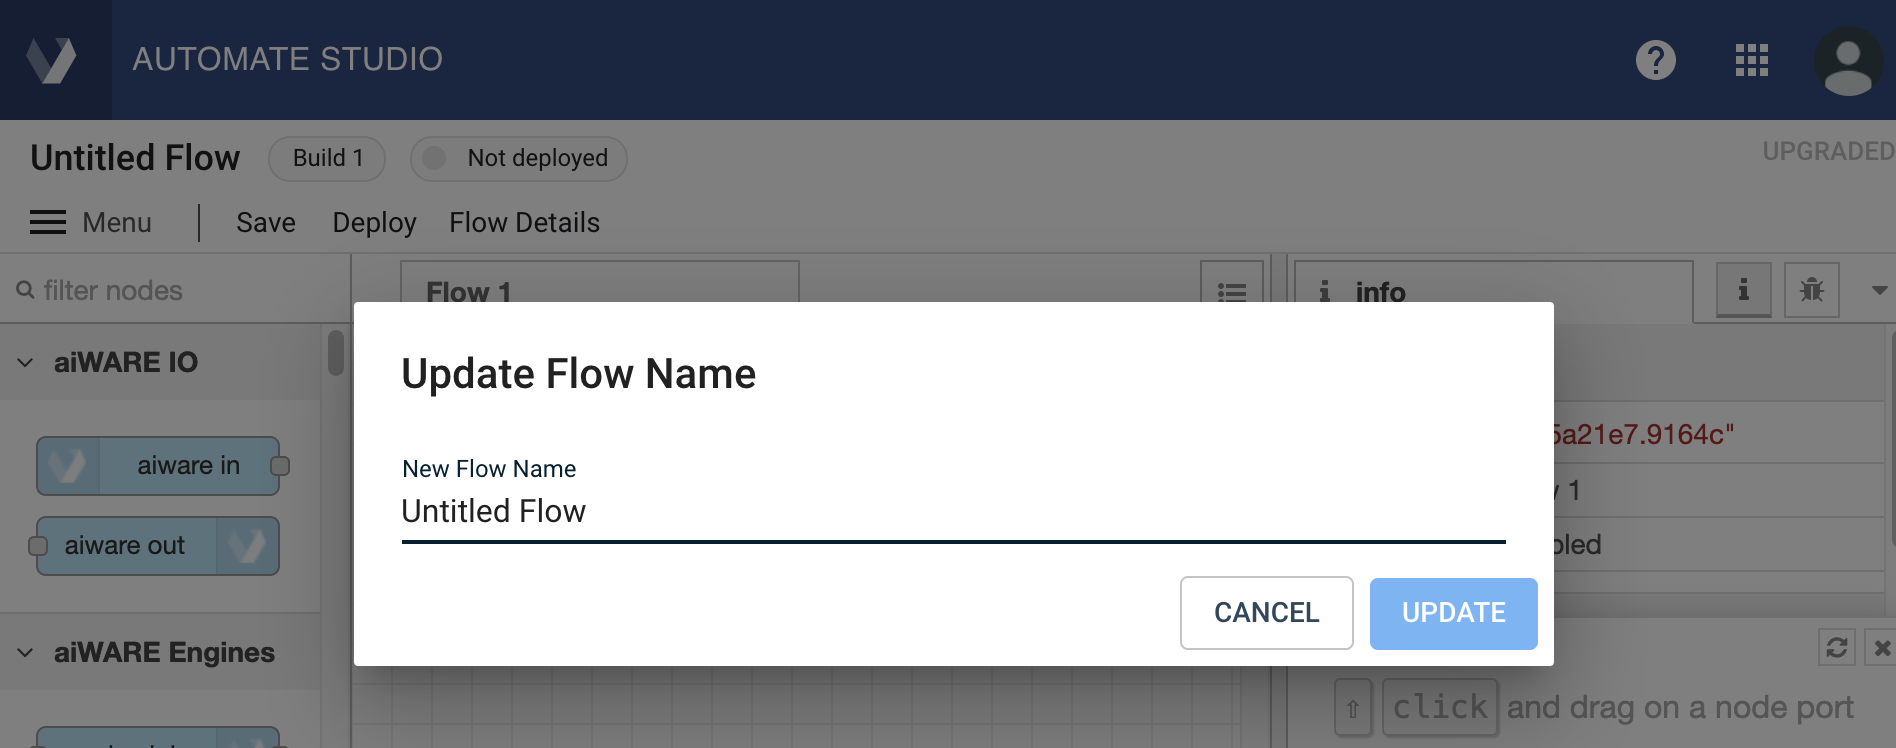 AUTOMATE STUDIO
Untitled Flow
Build 1
Not deployed
UPGRADED
Menu
Save
Deploy
Flow Details
filter nodes
Flow 1
info
aiWARE IO
aiware in
aiware out
aiWARE Engines
Update Flow Name
New Flow Name
Untitled Flow
CANCEL
UPDATE
5a21e7.9164c"
1
bled
⇧ click and drag on a node port